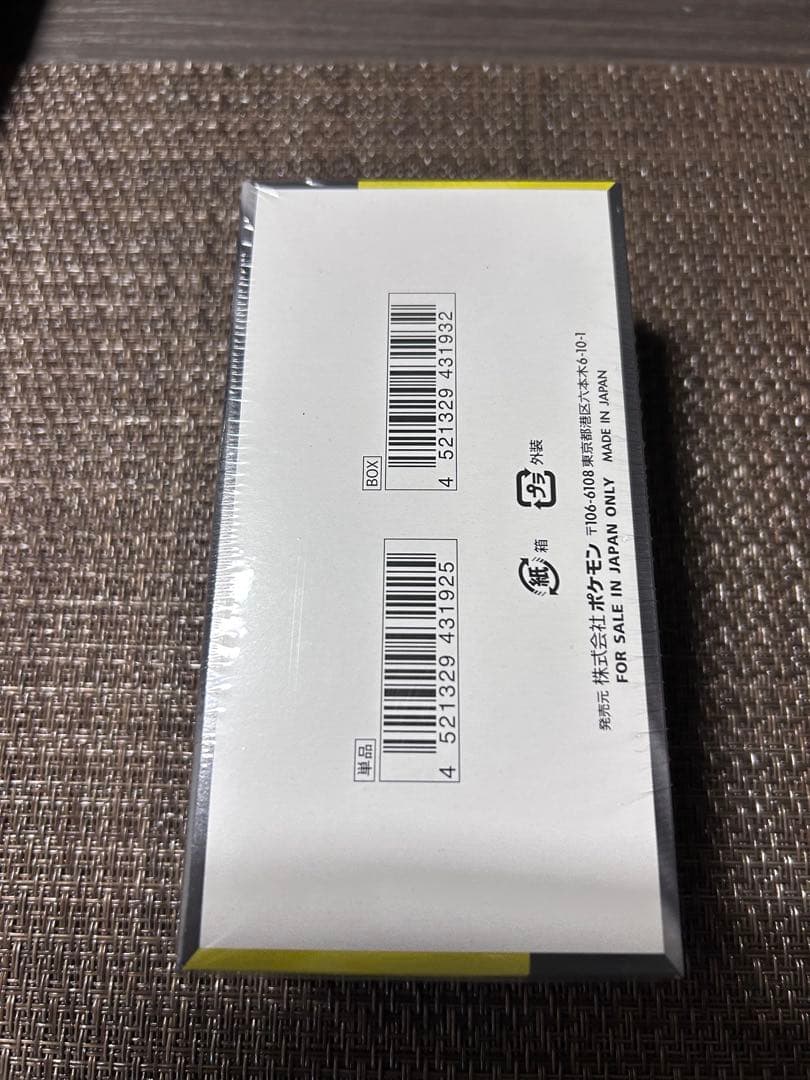 単品
4 521329 431925
BOX
4 521329 431932
紙 箱
プラ 外装
発売元 株式会社 ポケモン 〒106-6108 東京都港区六本木6-10-1
FOR SALE IN JAPAN ONLY MADE IN JAPAN